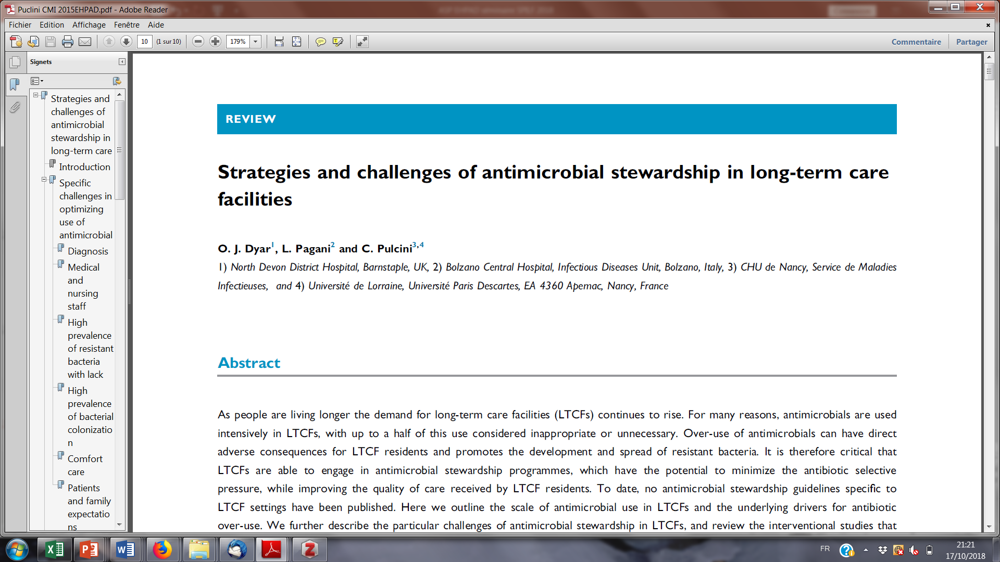 Puclini CMI 2015EHPAD.pdf - Adobe Reader
Fichier Edition Affichage Fenêtre Aide
10 (1 sur 10) 179% Commentaire Partager
Signets
Strategies and
challenges of
antimicrobial
stewardship in
long-term care
Introduction
Specific
challenges in
optimizing
use of
antimicrobial
Diagnosis
Medical
and
nursing
staff
High
prevalence
of resistant
bacteria
with lack
High
prevalence
of bacterial
colonizatio
n
Comfort
care
Patients
and family
expectatio
ns
REVIEW
Strategies and challenges of antimicrobial stewardship in long-term care
facilities
O. J. Dyar1, L. Pagani2 and C. Pulcini3,4
1) North Devon District Hospital, Barnstaple, UK, 2) Bolzano Central Hospital, Infectious Diseases Unit, Bolzano, Italy, 3) CHU de Nancy, Service de Maladies
Infectieuses, and 4) Université de Lorraine, Université Paris Descartes, EA 4360 Apemac, Nancy, France
Abstract
As people are living longer the demand for long-term care facilities (LTCFs) continues to rise. For many reasons, antimicrobials are used
intensively in LTCFs, with up to a half of this use considered inappropriate or unnecessary. Over-use of antimicrobials can have direct
adverse consequences for LTCF residents and promotes the development and spread of resistant bacteria. It is therefore critical that
LTCFs are able to engage in antimicrobial stewardship programmes, which have the potential to minimize the antibiotic selective
pressure, while improving the quality of care received by LTCF residents. To date, no antimicrobial stewardship guidelines specific to
LTCF settings have been published. Here we outline the scale of antimicrobial use in LTCFs and the underlying drivers for antibiotic
over-use. We further describe the particular challenges of antimicrobial stewardship in LTCFs, and review the interventional studies that
FR
21:21
17/10/2018